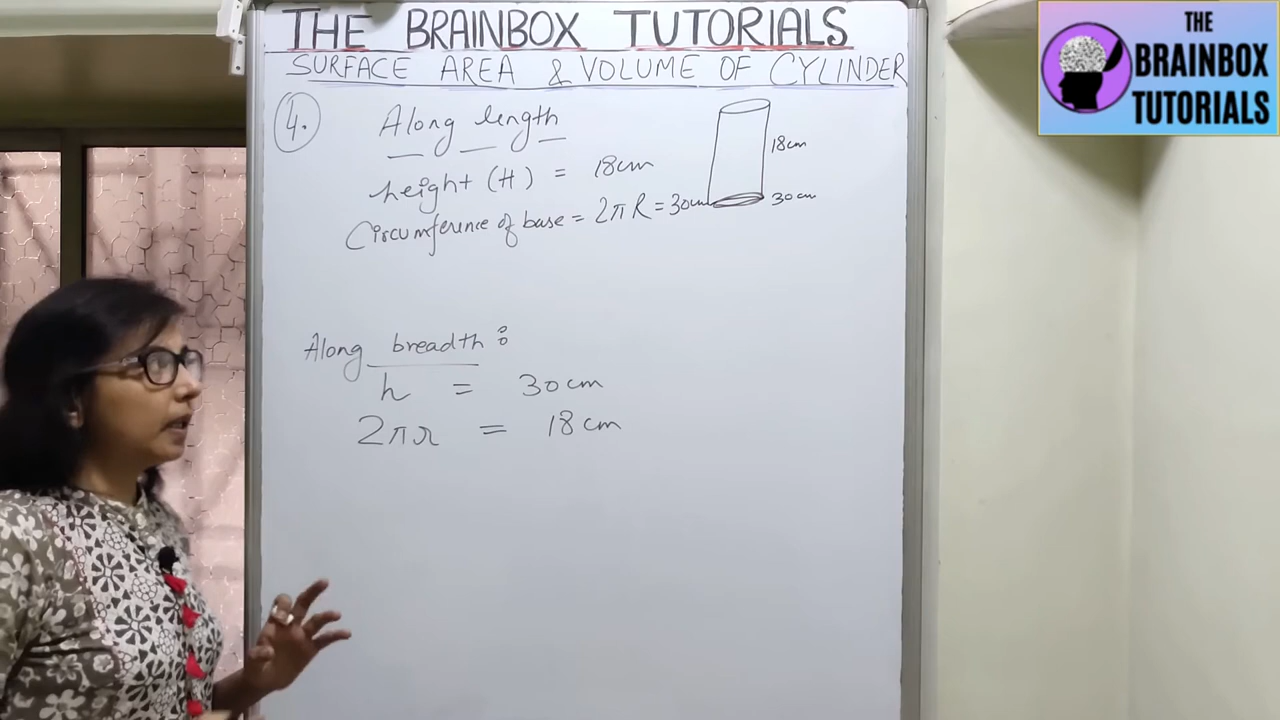 THE BRAINBOX TUTORIALS
SURFACE AREA & VOLUME OF CYLINDER
4. Along length
height (H) = 18cm
Circumference of base = 2πR = 30cm
18cm
30cm
Along breadth:
h = 30cm
2πr = 18cm
THE
BRAINBOX
TUTORIALS